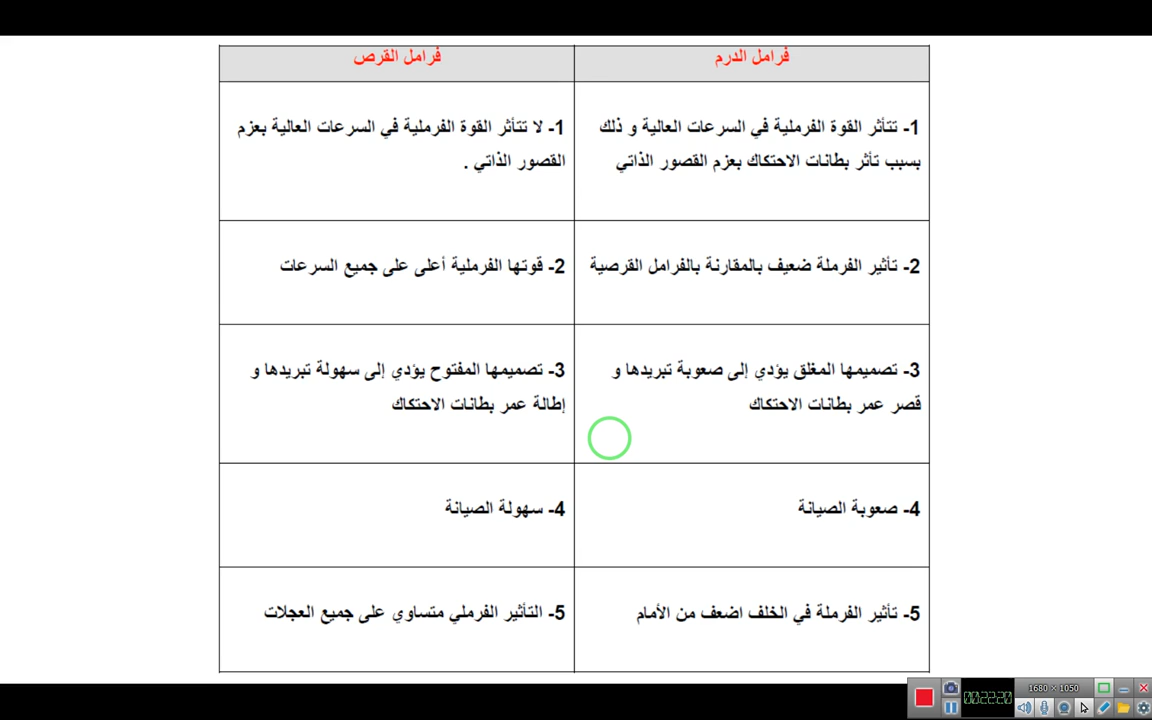 فرامل الدرم
فرامل القرص
1- تتأثر القوة الفرملية في السرعات العالية و ذلك
بسبب تأثر بطانات الاحتكاك بعزم القصور الذاتي
1- لا تتأثر القوة الفرملية في السرعات العالية بعزم
القصور الذاتي .
2- تأثير الفرملة ضعيف بالمقارنة بالفرامل القرصية
2- قوتها الفرملية أعلى على جميع السرعات
3- تصميمها المغلق يؤدي إلى صعوبة تبريدها و
قصر عمر بطانات الاحتكاك
3- تصميمها المفتوح يؤدي إلى سهولة تبريدها و
إطالة عمر بطانات الاحتكاك
4- صعوبة الصيانة
4- سهولة الصيانة
5- تأثير الفرملة في الخلف اضعف من الأمام
5- التأثير الفرملي متساوي على جميع العجلات
1680 × 1050
00:22:20